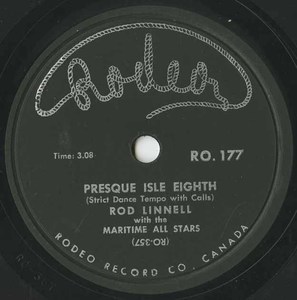 Rodeo
Time: 3.08
RO. 177
PRESQUE ISLE EIGHTH
(Strict Dance Tempo with Calls)
ROD LINNELL
with the
MARITIME ALL STARS
(RO-357)
RODEO RECORD CO. CANADA